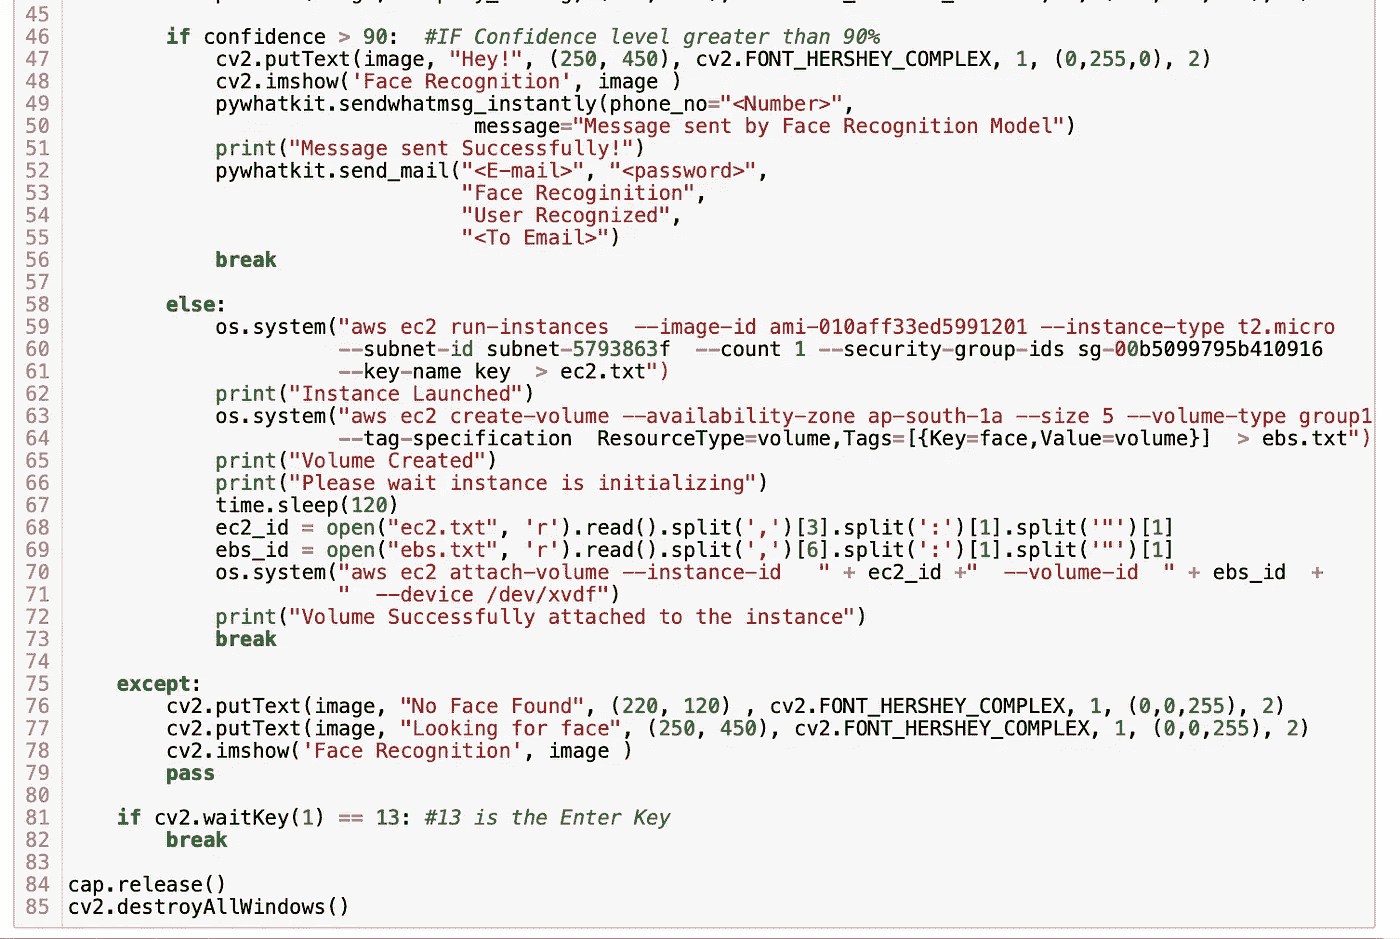 45
46 if confidence > 90: #IF Confidence level greater than 90%
47 cv2.putText(image, "Hey!", (250, 450), cv2.FONT_HERSHEY_COMPLEX, 1, (0,255,0), 2)
48 cv2.imshow('Face Recognition', image )
49 pywhatkit.sendwhatmsg_instantly(phone_no="<Number>",
50 message="Message sent by Face Recognition Model")
51 print("Message sent Successfully!")
52 pywhatkit.send_mail("<E-mail>", "<password>",
53 "Face Recoginition",
54 "User Recognized",
55 "<To Email>")
56 break
57
58 else:
59 os.system("aws ec2 run-instances  --image-id ami-010aff33ed5991201 --instance-type t2.micro
60 --subnet-id subnet-5793863f  --count 1 --security-group-ids sg-00b5099795b410916
61 --key-name key  > ec2.txt")
62 print("Instance Launched")
63 os.system("aws ec2 create-volume --availability-zone ap-south-1a --size 5 --volume-type group1
64 --tag-specification  ResourceType=volume,Tags=[{Key=face,Value=volume}]  > ebs.txt")
65 print("Volume Created")
66 print("Please wait instance is initializing")
67 time.sleep(120)
68 ec2_id = open("ec2.txt", 'r').read().split(',')[3].split(':')[1].split('"')[1]
69 ebs_id = open("ebs.txt", 'r').read().split(',')[6].split(':')[1].split('"')[1]
70 os.system("aws ec2 attach-volume --instance-id   " + ec2_id +"  --volume-id  " + ebs_id  +
71 "  --device /dev/xvdf")
72 print("Volume Successfully attached to the instance")
73 break
74
75 except:
76 cv2.putText(image, "No Face Found", (220, 120) , cv2.FONT_HERSHEY_COMPLEX, 1, (0,0,255), 2)
77 cv2.putText(image, "Looking for face", (250, 450), cv2.FONT_HERSHEY_COMPLEX, 1, (0,0,255), 2)
78 cv2.imshow('Face Recognition', image )
79 pass
80
81 if cv2.waitKey(1) == 13: #13 is the Enter Key
82 break
83
84 cap.release()
85 cv2.destroyAllWindows()